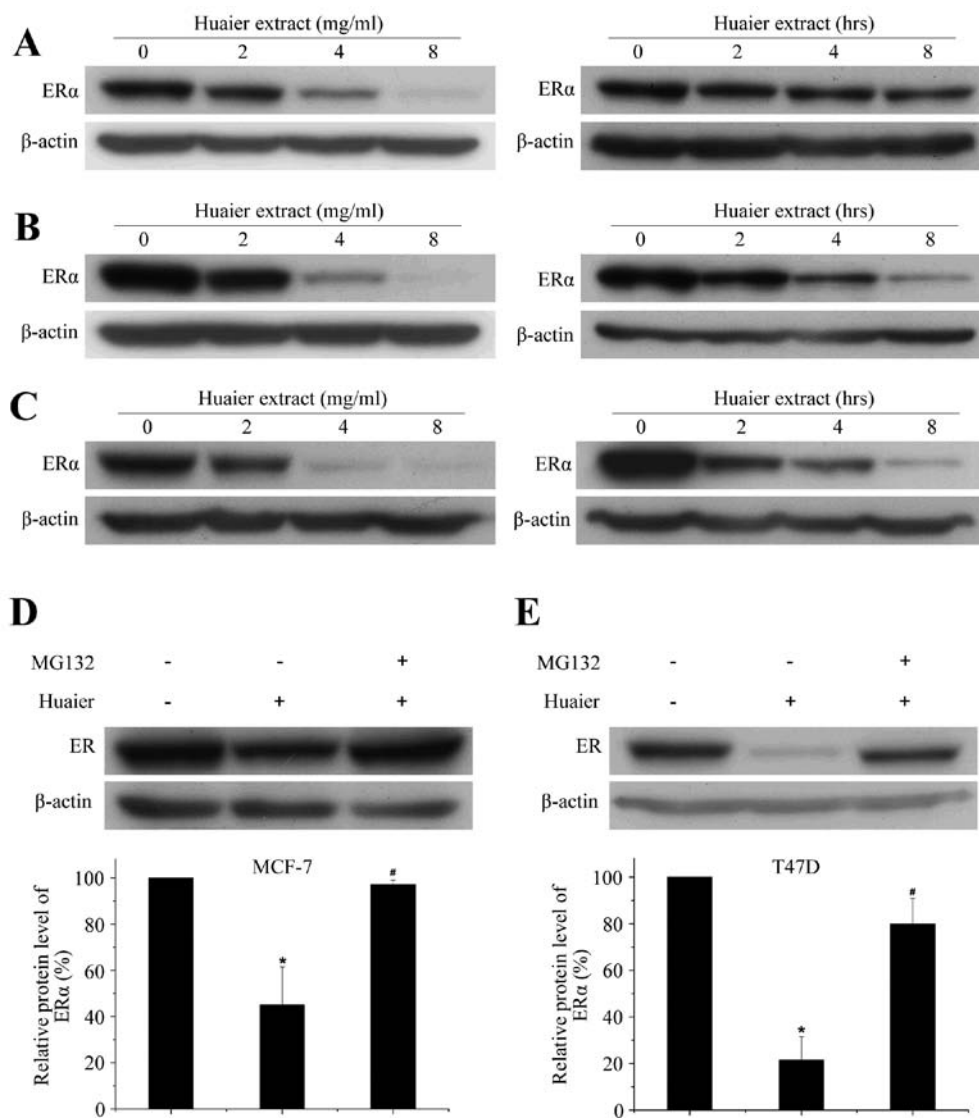 A
Huaier extract (mg/ml)
0 2 4 8
ERα
β-actin
Huaier extract (hrs)
0 2 4 8
ERα
β-actin
B
Huaier extract (mg/ml)
0 2 4 8
ERα
β-actin
Huaier extract (hrs)
0 2 4 8
ERα
β-actin
C
Huaier extract (mg/ml)
0 2 4 8
ERα
β-actin
Huaier extract (hrs)
0 2 4 8
ERα
β-actin
D
MG132 - - +
Huaier - + +
ER
β-actin
MCF-7
Relative protein level of
ERα (%)
100
80
60
40
20
0
*
#
E
MG132 - - +
Huaier - + +
ER
β-actin
T47D
Relative protein level of
ERα (%)
100
80
60
40
20
0
*
#